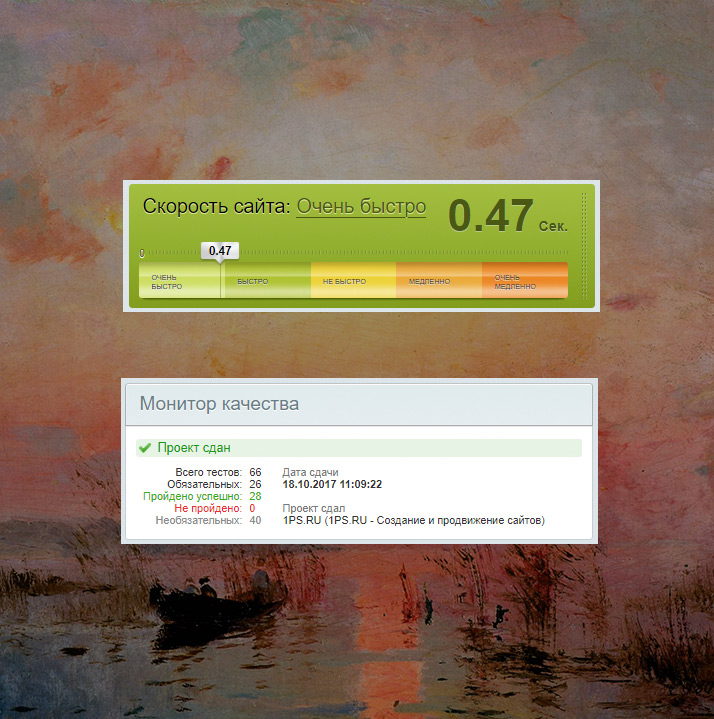 Скорость сайта: Очень быстро
0.47 Сек.
0
0.47
ОЧЕНЬ БЫСТРО
БЫСТРО
НЕ БЫСТРО
МЕДЛЕННО
ОЧЕНЬ МЕДЛЕННО
Монитор качества
Проект сдан
Всего тестов: 66
Обязательных: 26
Пройдено успешно: 28
Не пройдено: 0
Необязательных: 40
Дата сдачи
18.10.2017 11:09:22
Проект сдал
1PS.RU (1PS.RU - Создание и продвижение сайтов)